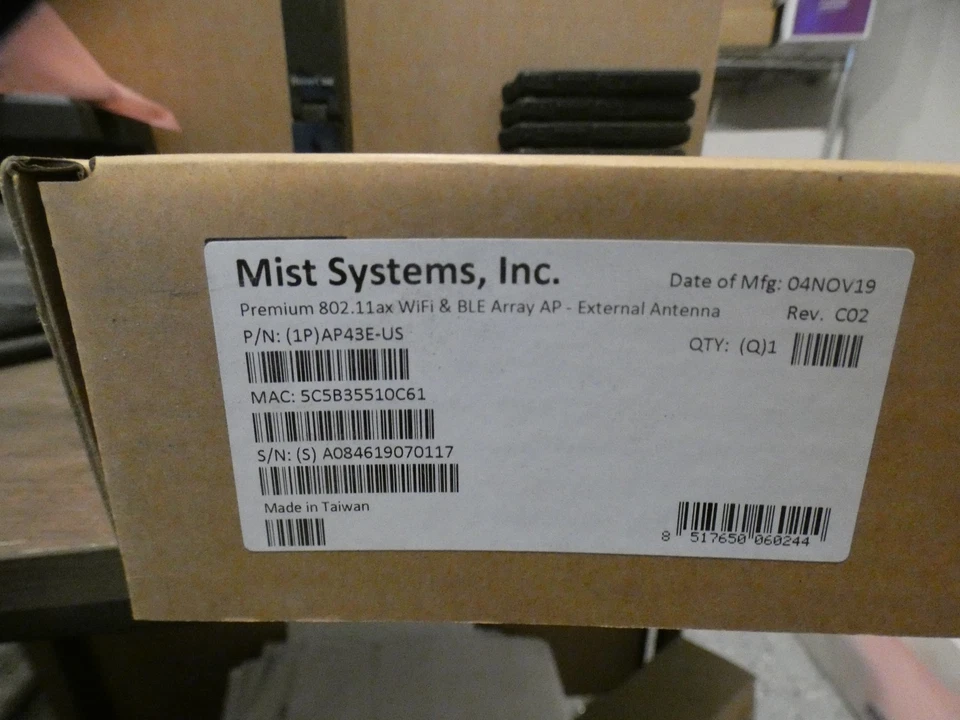 Mist Systems, Inc.
Date of Mfg: 04NOV19
Premium 802.11ax WiFi & BLE Array AP - External Antenna
Rev. C02
P/N: (1P)AP43E-US
QTY: (Q)1
MAC: 5C5B35510C61
S/N: (S) A084619070117
Made in Taiwan
8 517650 060244